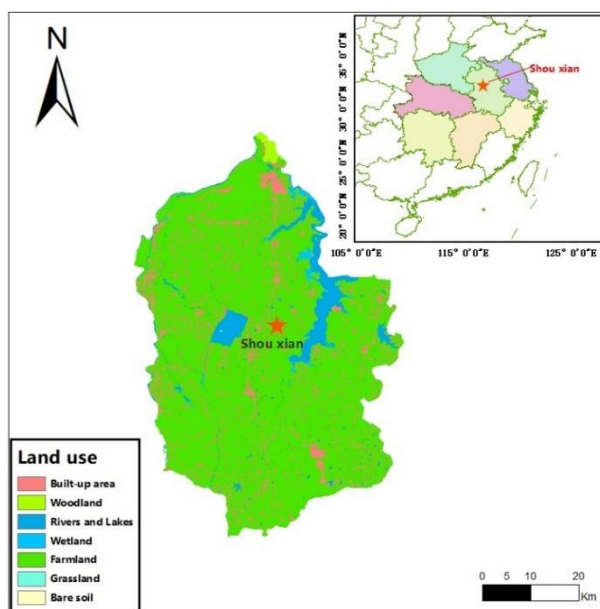 N
Shou xian
35°0'0"N
30°0'0"N
25°0'0"N
20°0'0"N
105°0'0"E
115°0'0"E
125°0'0"E
Shou xian
Land use
Built-up area
Woodland
Rivers and Lakes
Wetland
Farmland
Grassland
Bare soil
0 5 10 20
Km